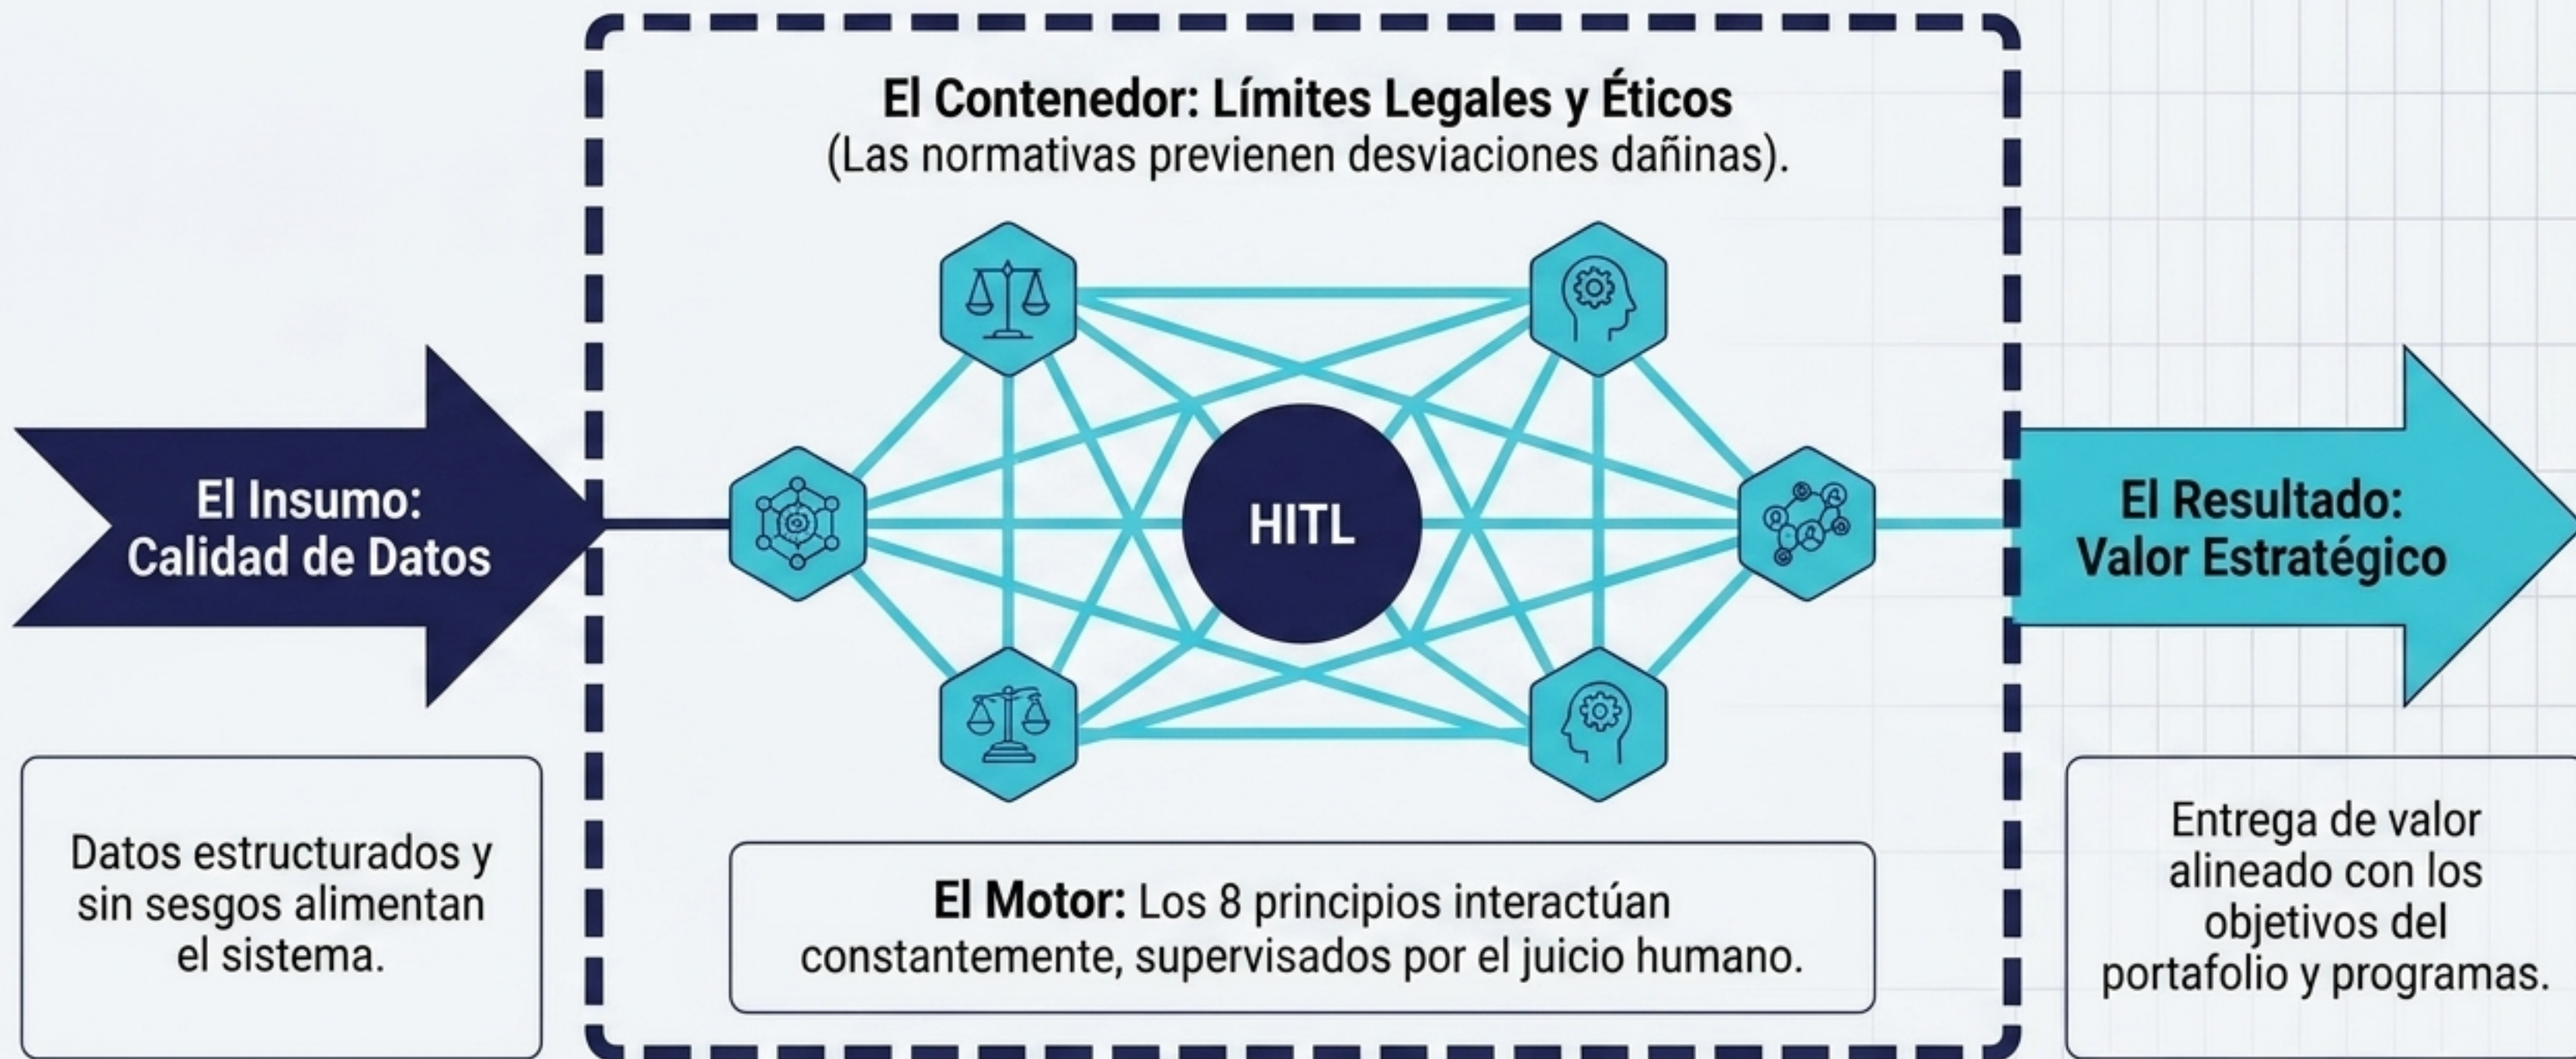 El Contenedor: Límites Legales y Éticos
(Las normativas previenen desviaciones dañinas).
El Insumo:
Calidad de Datos
HITL
El Resultado:
Valor Estratégico
Datos estructurados y
sin sesgos alimentan
el sistema.
El Motor: Los 8 principios interactúan
constantemente, supervisados por el juicio humano.
Entrega de valor
alineado con los
objetivos del
portafolio y programas.